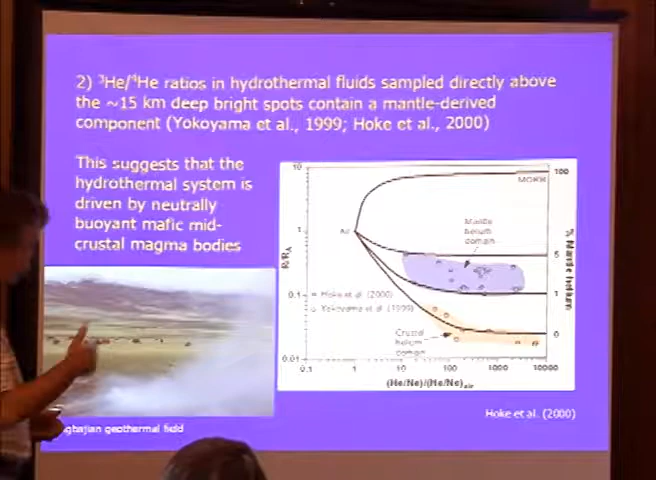 2) ³He/⁴He ratios in hydrothermal fluids sampled directly above
the ~15 km deep bright spots contain a mantle-derived
component (Yokoyama et al., 1999; Hoke et al., 2000)
This suggests that the
hydrothermal system is
driven by neutrally
buoyant mafic mid-
crustal magma bodies
10
1
0.1
0.01
R/RA
MORB
Air
Mantle
helium
domain
Hoke et al (2000)
Yokoyama et al (1999)
Crustal
helium
domain
100
5
1
0
% Mantle Helium
0.1 1 10 100 1000 10000
(He/Ne)/(He/Ne)air
Hoke et al. (2000)
geothermal field